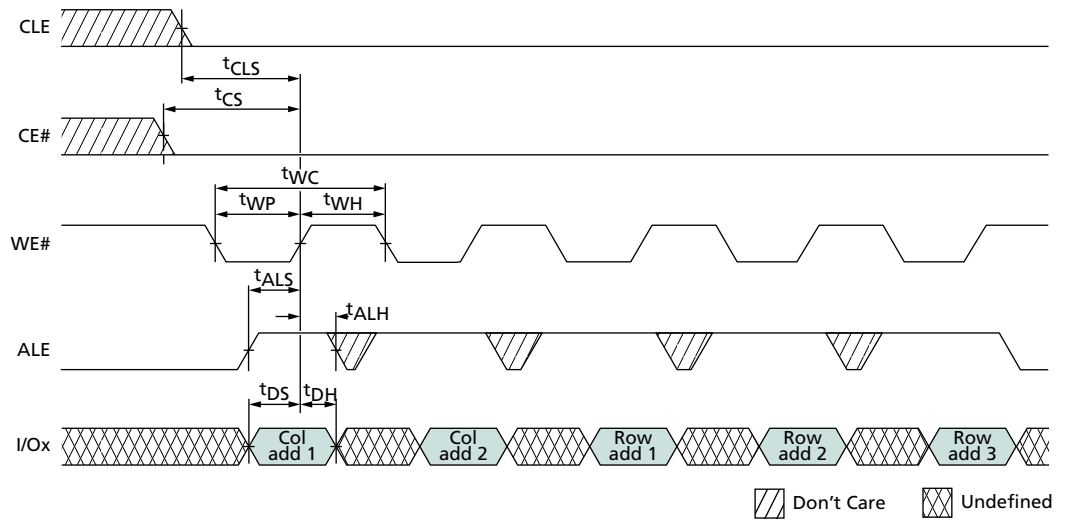 CLE
tCLS
tCS
CE#
tWC
tWP
tWH
WE#
tALS
tALH
ALE
tDS
tDH
I/Ox
Col
add 1
Col
add 2
Row
add 1
Row
add 2
Row
add 3
Don't Care
Undefined